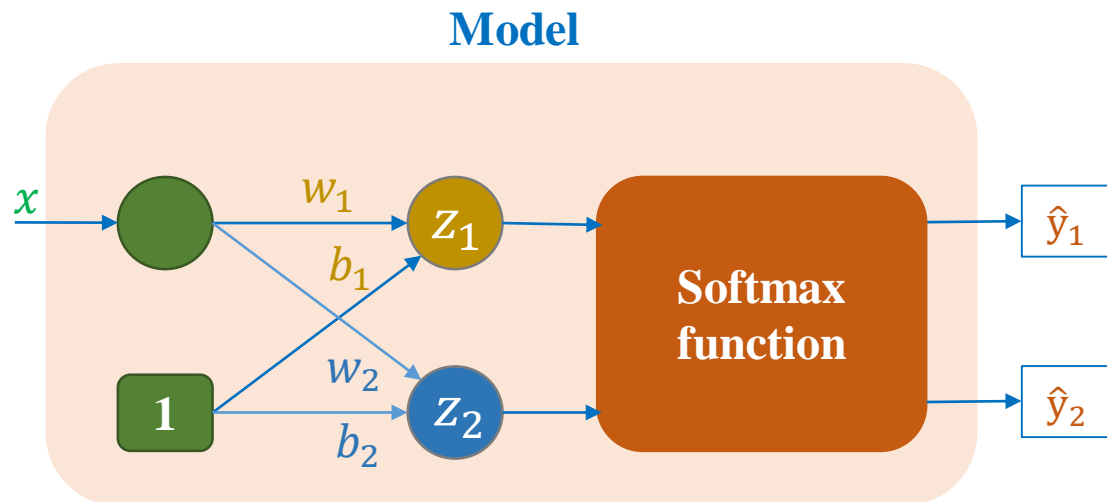 Model
x
w₁
z₁
b₁
ŷ₁
Softmax
function
1
w₂
z₂
b₂
ŷ₂